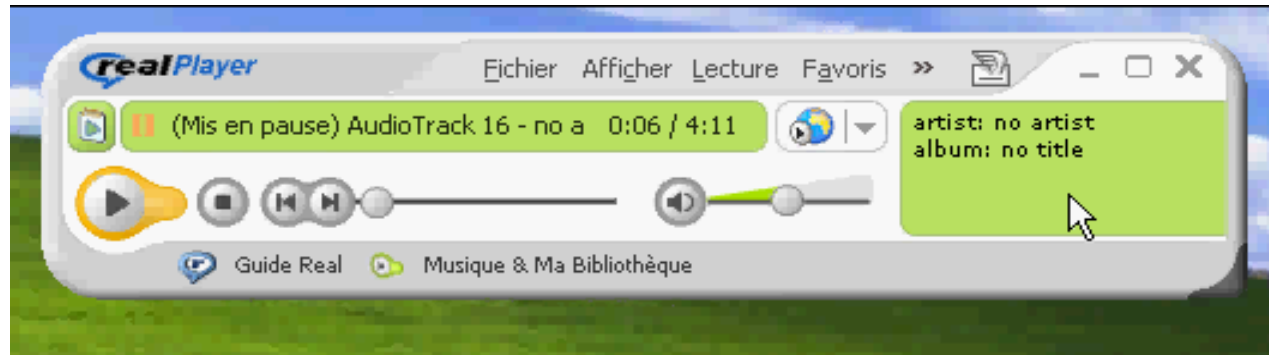 realPlayer Fichier Afficher Lecture Favoris »
(Mis en pause) AudioTrack 16 - no a 0:06 / 4:11
artist: no artist
album: no title
Guide Real Musique & Ma Bibliothèque